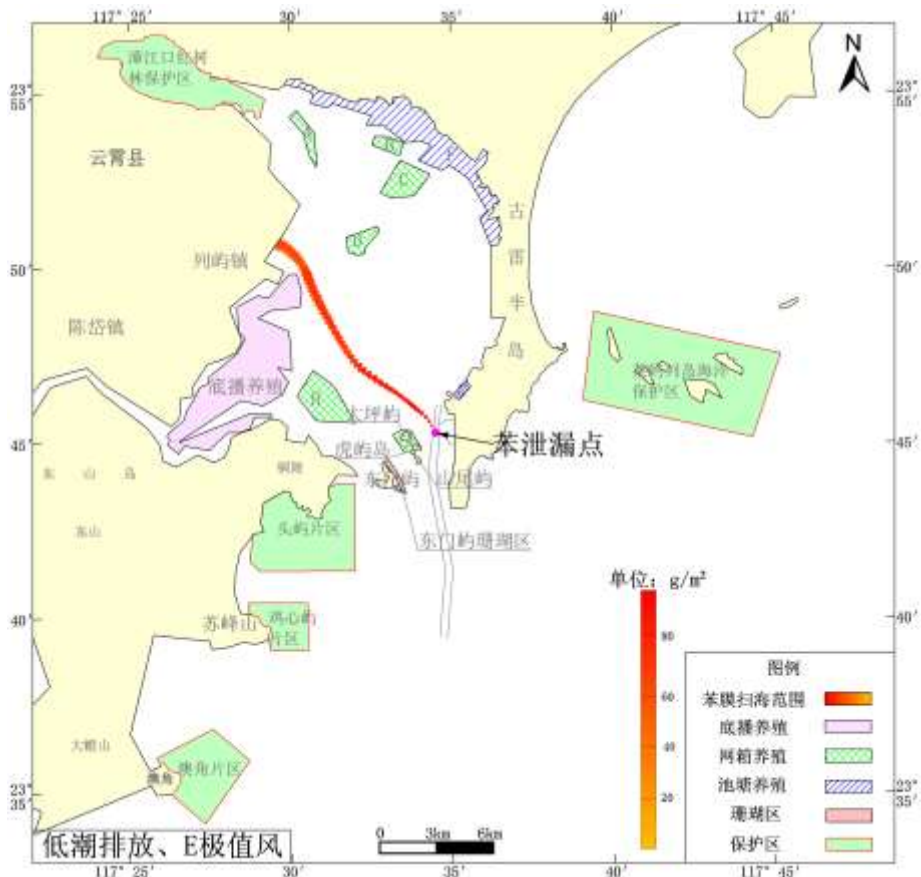 117° 25′ 30′ 35′ 40′ 117° 45′
N
23°
55′
23°
55′
漳江口红树
林保护区
云霄县
C
古
雷
半
岛
列屿镇
50′
50′
陈岱镇
底播养殖
大坪屿
保护区
45′
45′
苯泄漏点
虎屿岛
东 山 岛
头屿片区
东山
东门屿珊瑚区
单位：g/m²
80
60
40
20
40′
40′
苏峰山
鸡心屿
片区
图例
苯膜扫海范围
底播养殖
网箱养殖
池塘养殖
珊瑚区
保护区
大帽山
澳角
澳角片区
23°
35′
23°
35′
低潮排放、E极值风
0 3km 6km
117° 25′ 30′ 35′ 40′ 117° 45′